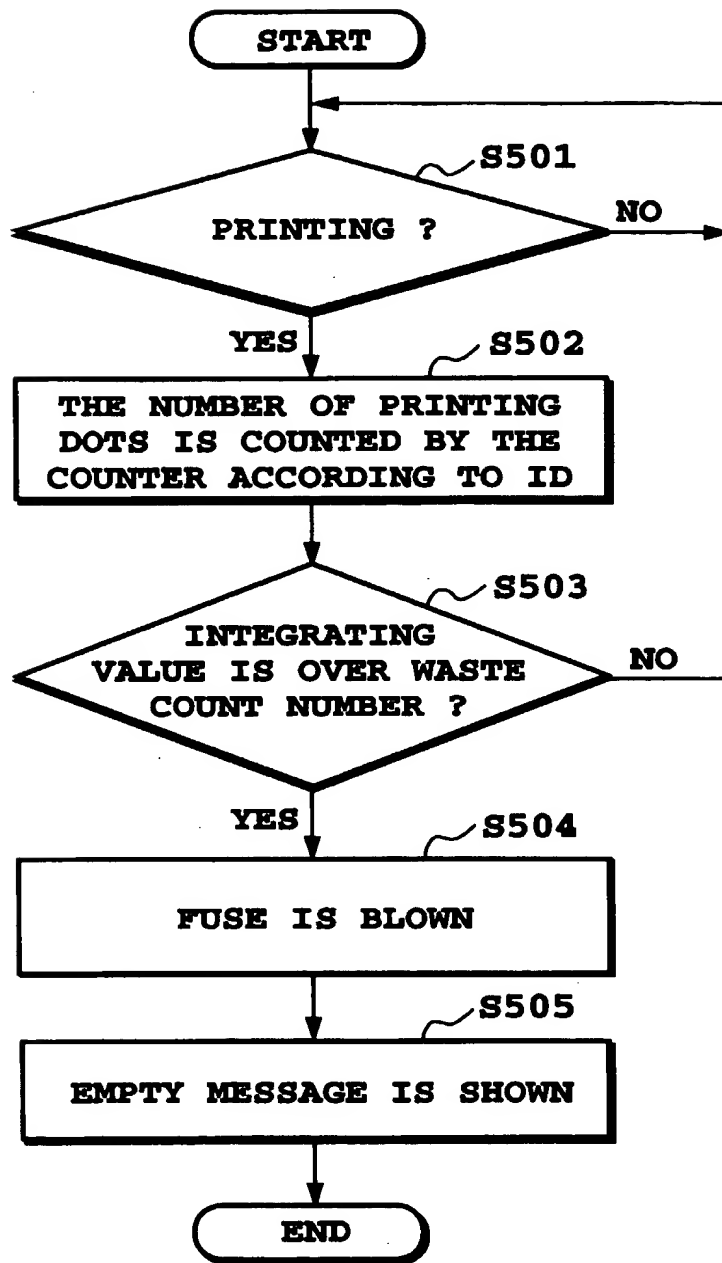 START
S501
PRINTING ?
NO
YES
S502
THE NUMBER OF PRINTING
DOTS IS COUNTED BY THE
COUNTER ACCORDING TO ID
S503
INTEGRATING
VALUE IS OVER WASTE
COUNT NUMBER ?
NO
YES
S504
FUSE IS BLOWN
S505
EMPTY MESSAGE IS SHOWN
END